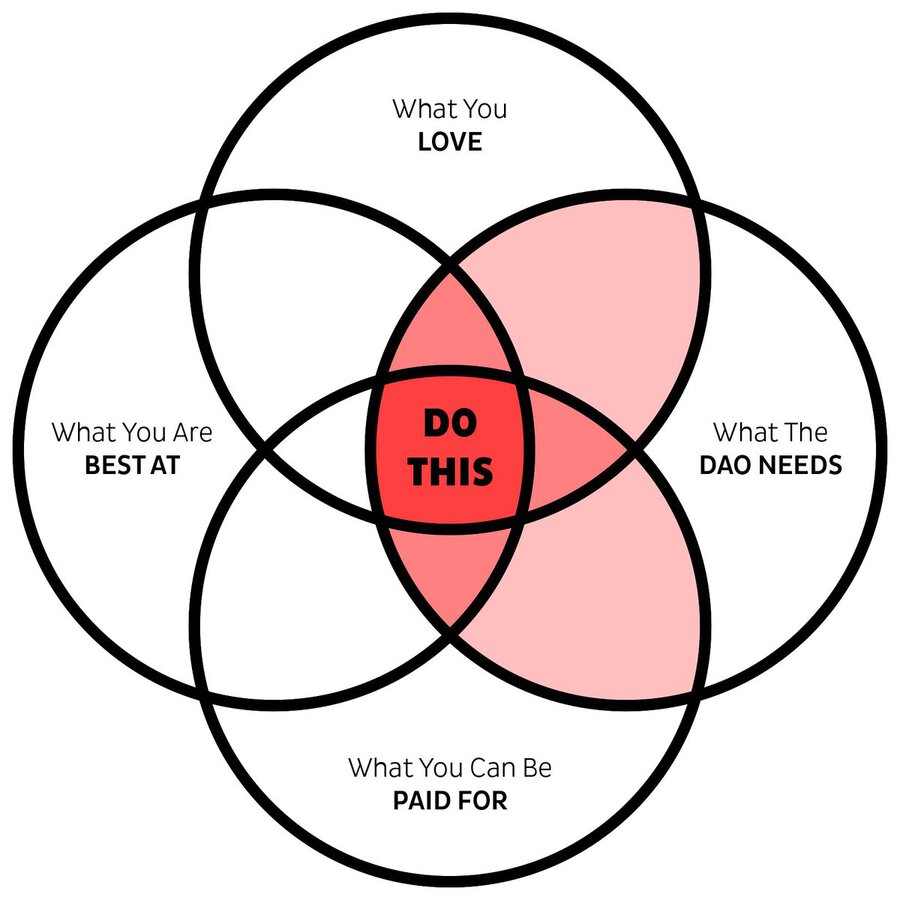 What You
LOVE
What You Are
BEST AT
DO
THIS
What The
DAO NEEDS
What You Can Be
PAID FOR